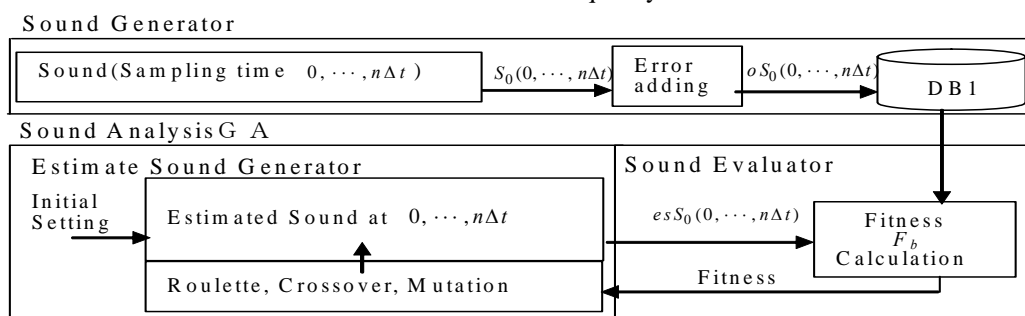 Sound Generator
Sound(Sampling time 0, ⋯, nΔt)
S₀(0, ⋯, nΔt)
Error
adding
oS₀(0, ⋯, nΔt)
DB1
Sound Analysis G A
Estimate Sound Generator
Sound Evaluator
Initial
Setting
Estimated Sound at 0, ⋯, nΔt
esS₀(0, ⋯, nΔt)
Fitness
F_b
Calculation
Roulette, Crossover, Mutation
Fitness